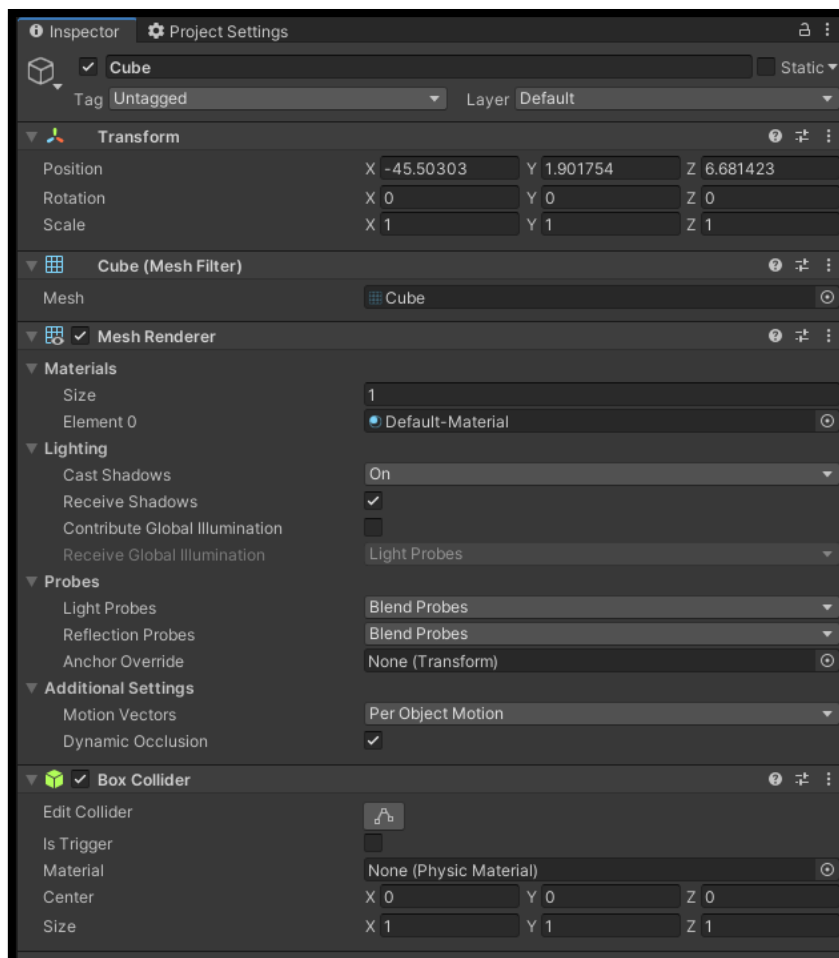 Inspector Project Settings
Cube Static
Tag Untagged Layer Default
Transform
Position X -45.50303 Y 1.901754 Z 6.681423
Rotation X 0 Y 0 Z 0
Scale X 1 Y 1 Z 1
Cube (Mesh Filter)
Mesh Cube
Mesh Renderer
Materials
Size 1
Element 0 Default-Material
Lighting
Cast Shadows On
Receive Shadows
Contribute Global Illumination
Receive Global Illumination Light Probes
Probes
Light Probes Blend Probes
Reflection Probes Blend Probes
Anchor Override None (Transform)
Additional Settings
Motion Vectors Per Object Motion
Dynamic Occlusion
Box Collider
Edit Collider
Is Trigger
Material None (Physic Material)
Center X 0 Y 0 Z 0
Size X 1 Y 1 Z 1